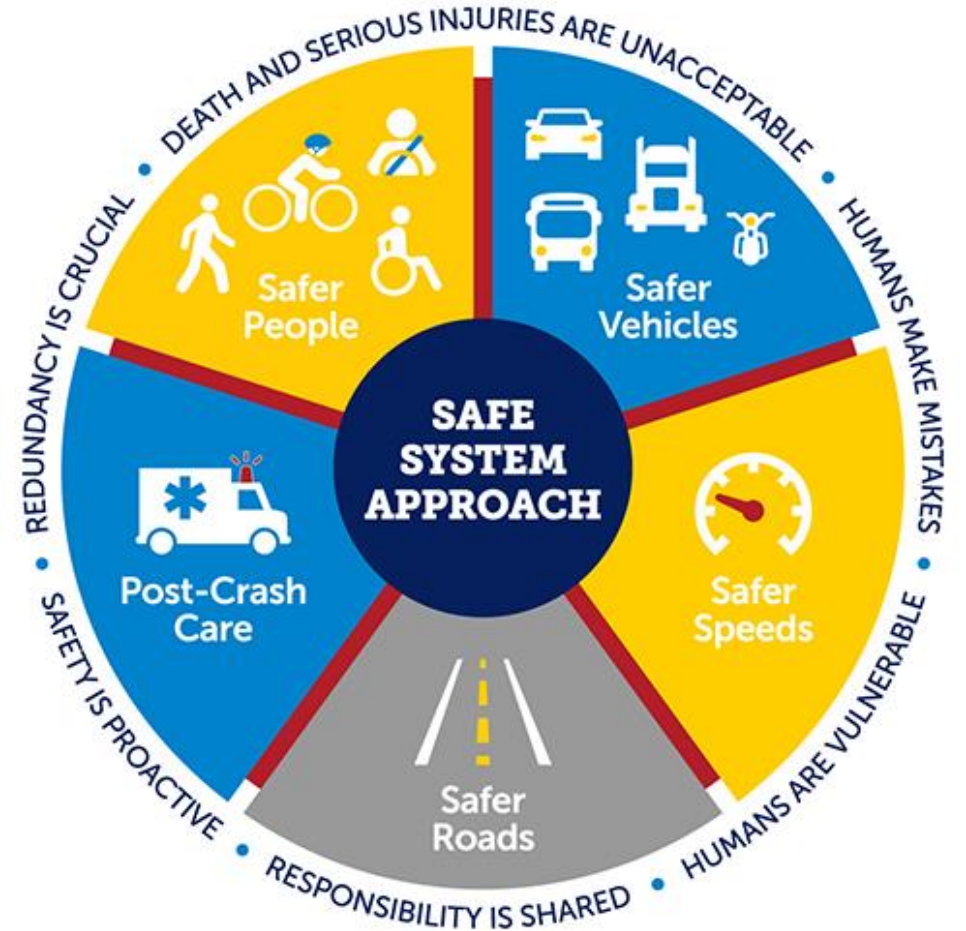 DEATH AND SERIOUS INJURIES ARE UNACCEPTABLE
HUMANS MAKE MISTAKES
HUMANS ARE VULNERABLE
RESPONSIBILITY IS SHARED
SAFETY IS PROACTIVE
REDUNDANCY IS CRUCIAL
Safer
People
Safer
Vehicles
SAFE
SYSTEM
APPROACH
Post-Crash
Care
Safer
Speeds
Safer
Roads